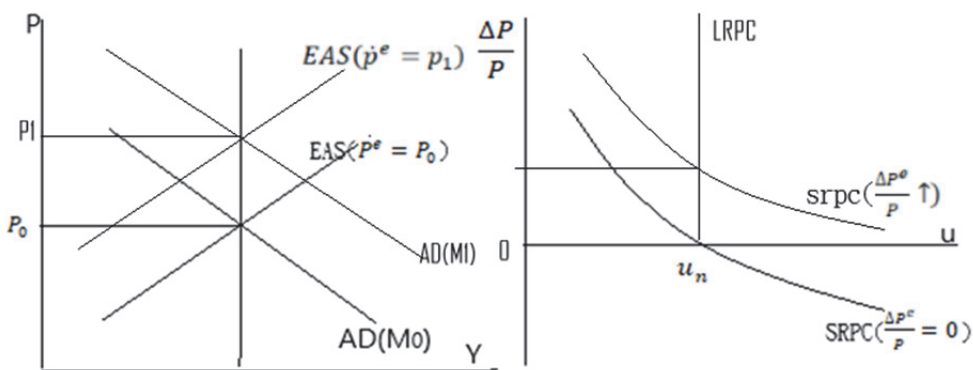 P
EAS(ṗᵉ = p₁)
P1
EAS(Ṗᵉ = P₀)
P₀
AD(M1)
AD(M0)
Y
ΔP/P
LRPC
srpc(ΔPᵉ/P ↑)
0
u
uₙ
SRPC(ΔPᵉ/P = 0)